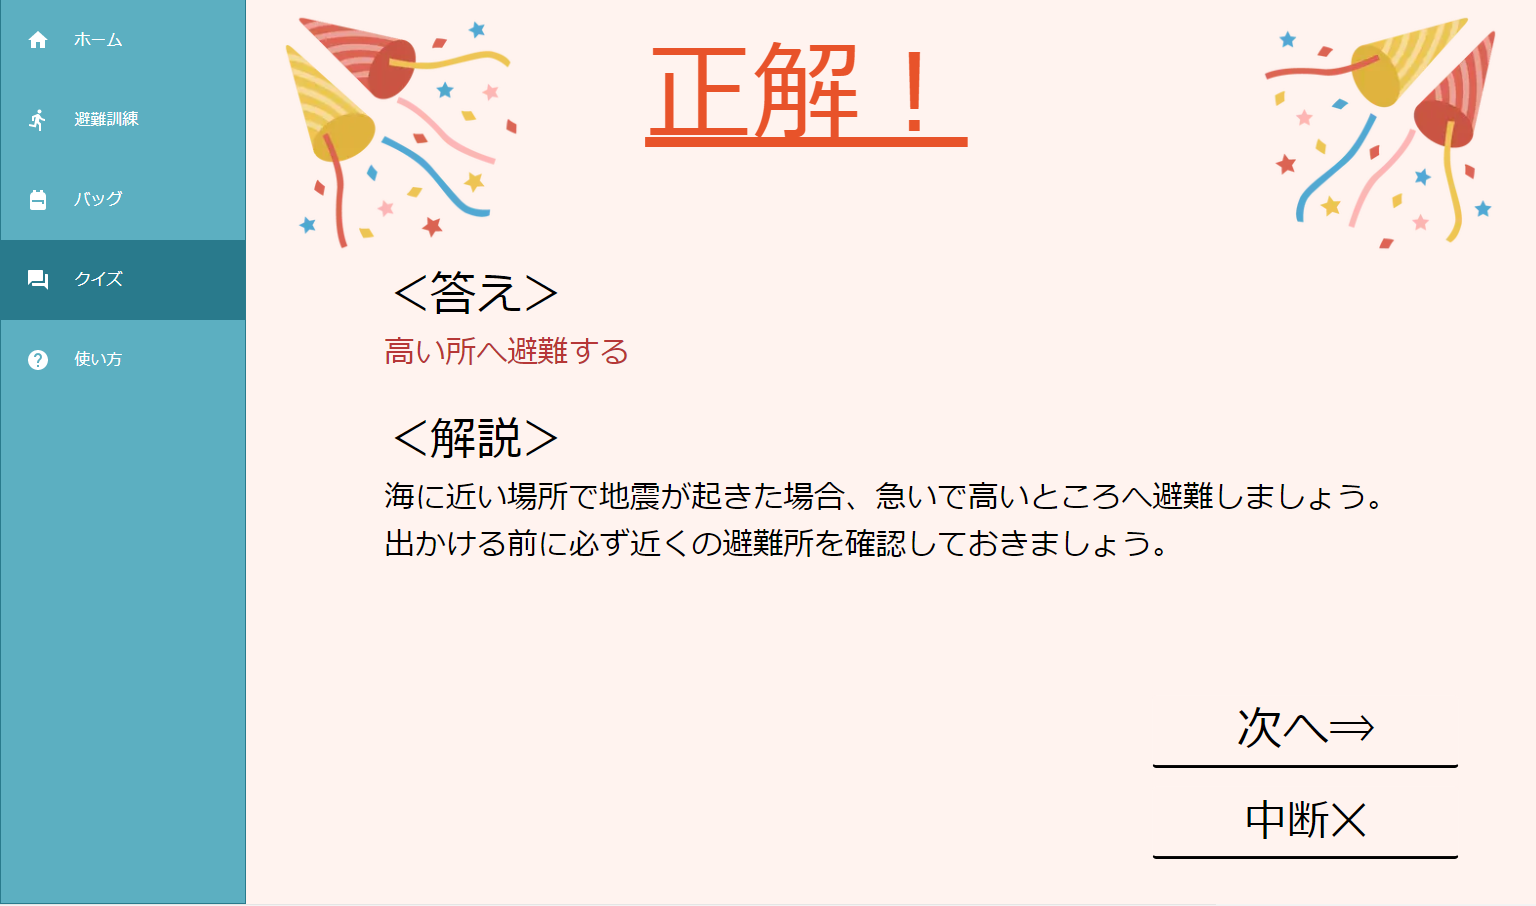 ホーム
避難訓練
バッグ
クイズ
使い方
正解！
＜答え＞
高い所へ避難する
＜解説＞
海に近い場所で地震が起きた場合、急いで高いところへ避難しましょう。
出かける前に必ず近くの避難所を確認しておきましょう。
次へ⇒
中断✕